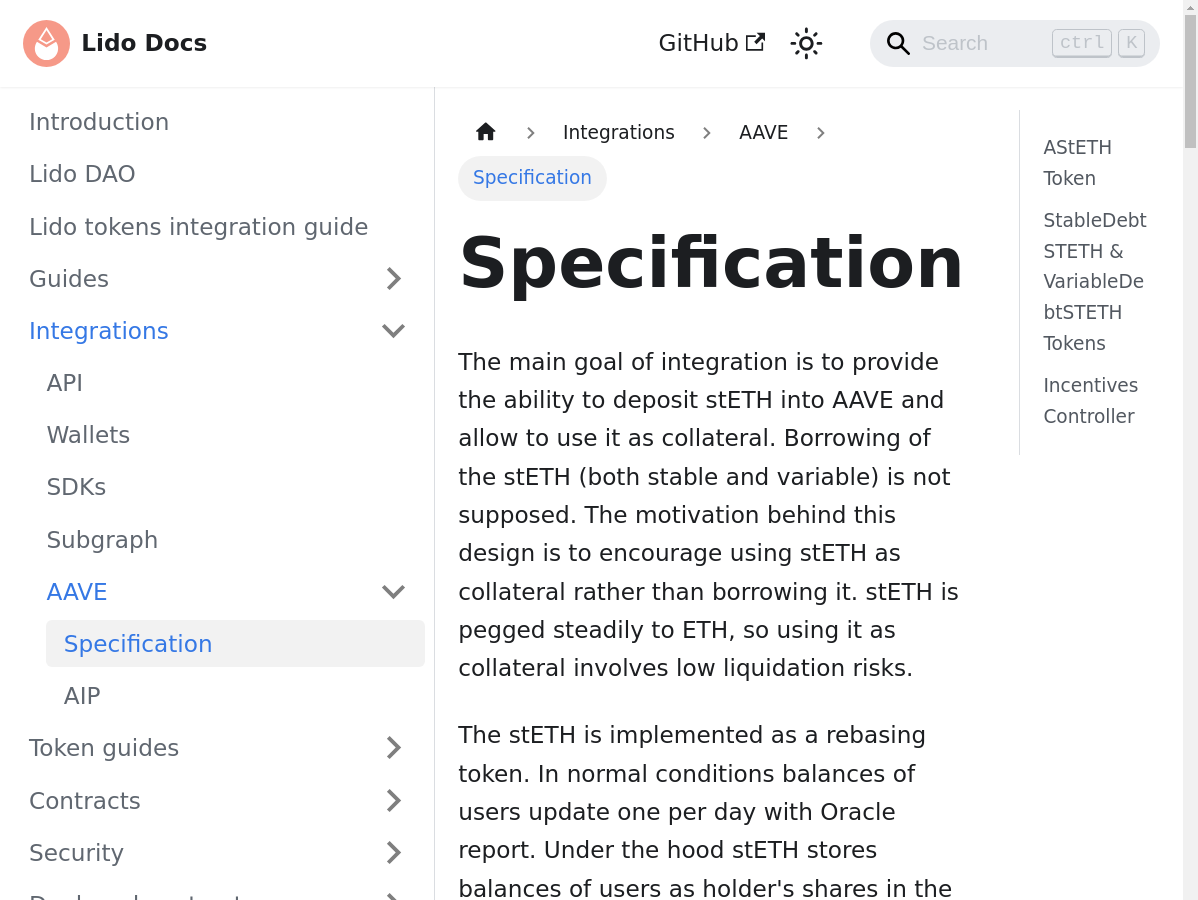 Lido Docs
GitHub
Search
ctrl K
Introduction
Lido DAO
Lido tokens integration guide
Guides
Integrations
API
Wallets
SDKs
Subgraph
AAVE
Specification
AIP
Token guides
Contracts
Security
Integrations
AAVE
Specification
Specification
The main goal of integration is to provide
the ability to deposit stETH into AAVE and
allow to use it as collateral. Borrowing of
the stETH (both stable and variable) is not
supposed. The motivation behind this
design is to encourage using stETH as
collateral rather than borrowing it. stETH is
pegged steadily to ETH, so using it as
collateral involves low liquidation risks.
The stETH is implemented as a rebasing
token. In normal conditions balances of
users update one per day with Oracle
report. Under the hood stETH stores
balances of users as holder's shares in the
AStETH
Token
StableDebt
STETH &
VariableDe
btSTETH
Tokens
Incentives
Controller